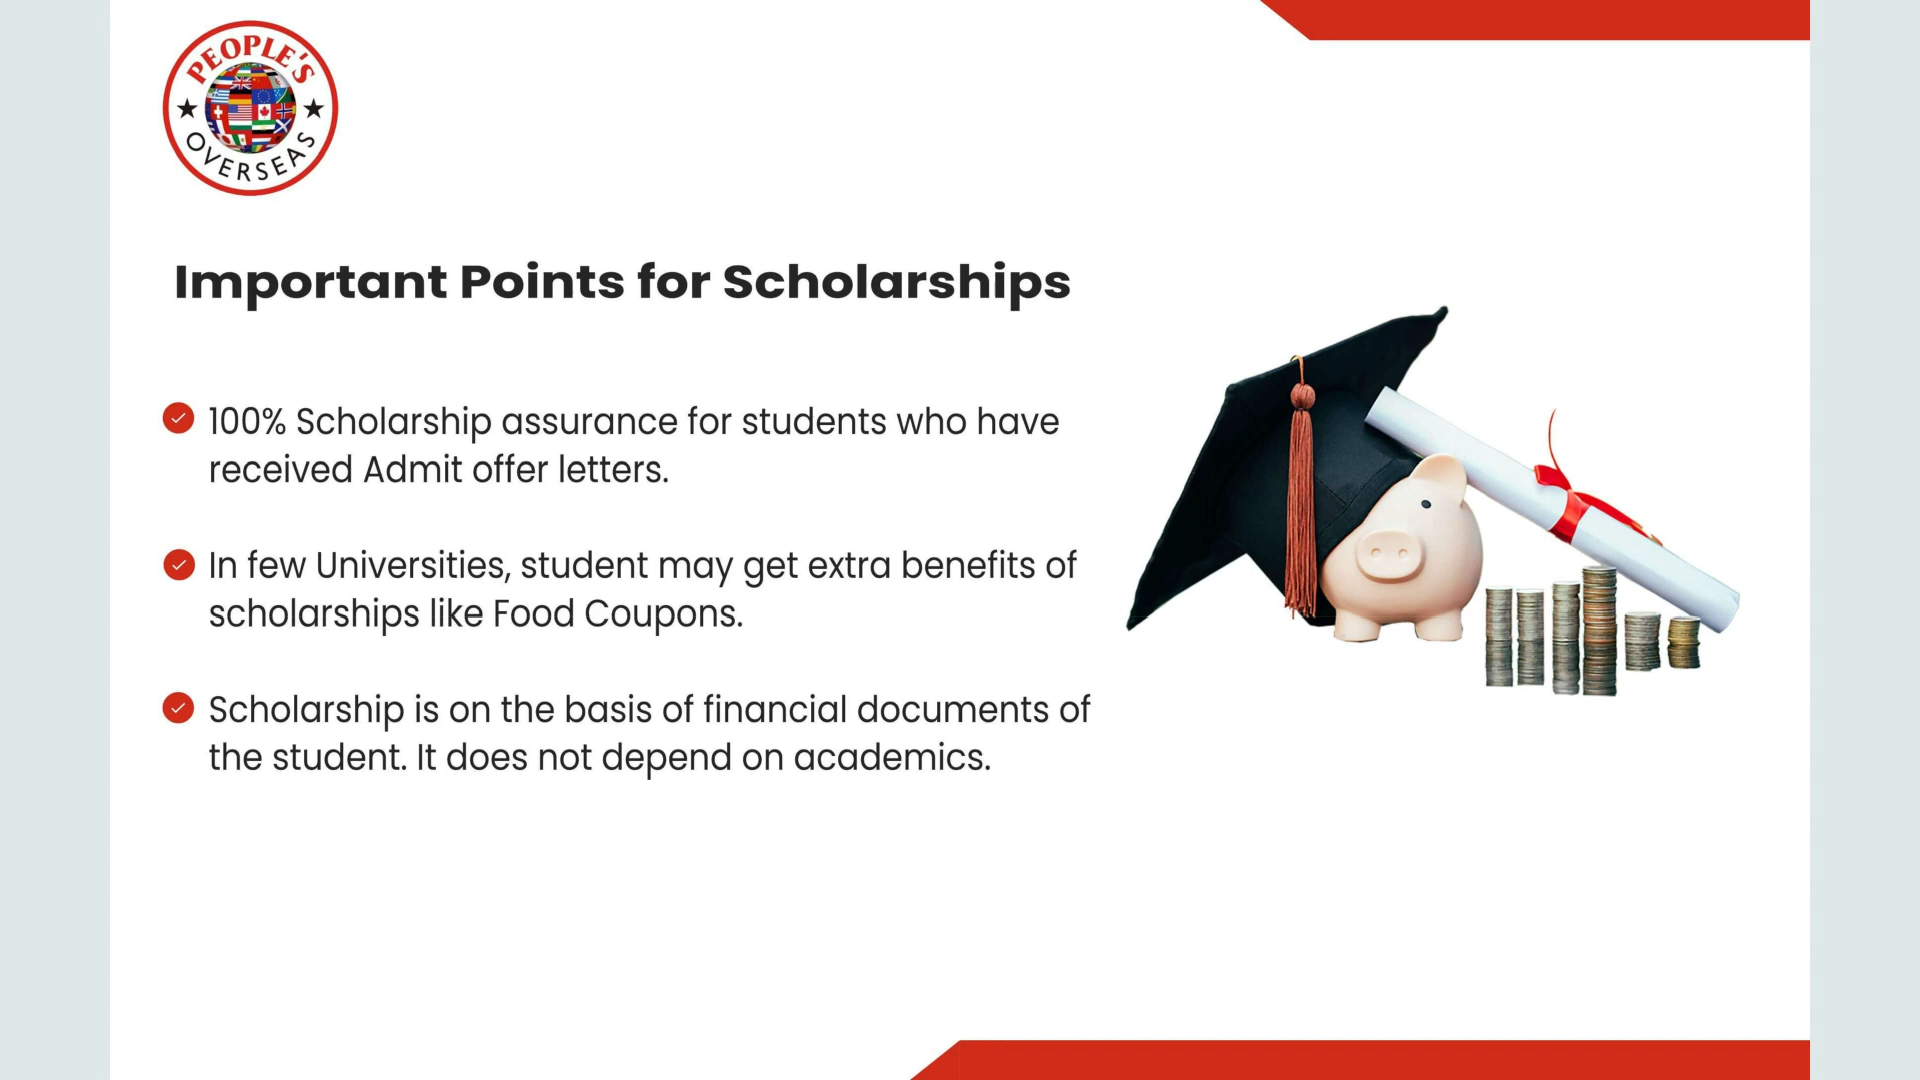 PEOPLE'S
OVERSEAS
Important Points for Scholarships
100% Scholarship assurance for students who have
received Admit offer letters.
In few Universities, student may get extra benefits of
scholarships like Food Coupons.
Scholarship is on the basis of financial documents of
the student. It does not depend on academics.